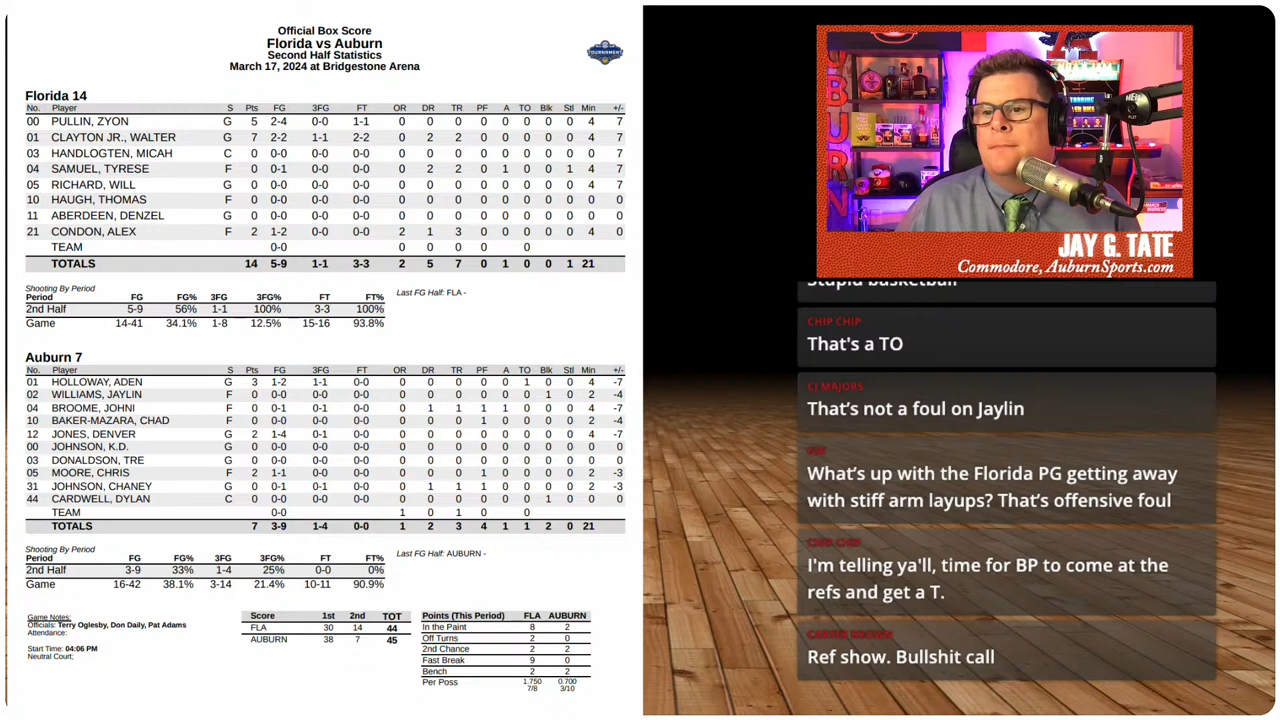 Official Box Score
Florida vs Auburn
Second Half Statistics
March 17, 2024 at Bridgestone Arena
TOURNAMENT
Florida 14
No. Player S Pts FG 3FG FT OR DR TR PF A TO Blk Stl Min +/-
00 PULLIN, ZYON G 5 2-4 0-0 1-1 0 0 0 0 0 0 0 0 4 7
01 CLAYTON JR., WALTER G 7 2-2 1-1 2-2 0 2 2 0 0 0 0 0 4 7
03 HANDLOGTEN, MICAH C 0 0-0 0-0 0-0 0 0 0 0 0 0 0 0 0 7
04 SAMUEL, TYRESE F 0 0-1 0-0 0-0 0 2 2 0 1 0 0 1 4 7
05 RICHARD, WILL G 0 0-0 0-0 0-0 0 0 0 0 0 0 0 0 4 7
10 HAUGH, THOMAS F 0 0-0 0-0 0-0 0 0 0 0 0 0 0 0 0 0
11 ABERDEEN, DENZEL G 0 0-0 0-0 0-0 0 0 0 0 0 0 0 0 0 0
21 CONDON, ALEX F 2 1-2 0-0 0-0 2 1 3 0 0 0 0 0 4 0
TEAM 0-0 0 0 0 0 0
TOTALS 14 5-9 1-1 3-3 2 5 7 0 1 0 0 1 21
Shooting By Period
Period FG FG% 3FG 3FG% FT FT%
2nd Half 5-9 56% 1-1 100% 3-3 100%
Game 14-41 34.1% 1-8 12.5% 15-16 93.8%
Last FG Half: FLA -
Auburn 7
No. Player S Pts FG 3FG FT OR DR TR PF A TO Blk Stl Min +/-
01 HOLLOWAY, ADEN G 3 1-2 1-1 0-0 0 0 0 0 0 1 0 0 4 -7
02 WILLIAMS, JAYLIN F 0 0-0 0-0 0-0 0 0 0 0 0 0 1 0 2 -4
04 BROOME, JOHNI F 0 0-1 0-1 0-0 0 1 1 1 1 0 0 0 4 -7
10 BAKER-MAZARA, CHAD F 0 0-0 0-0 0-0 0 0 0 1 0 0 0 0 2 -4
12 JONES, DENVER G 2 1-4 0-1 0-0 0 0 0 0 0 0 0 0 4 -7
00 JOHNSON, K.D. G 0 0-0 0-0 0-0 0 0 0 0 0 0 0 0 0 0
03 DONALDSON, TRE G 0 0-0 0-0 0-0 0 0 0 0 0 0 0 0 0 0
05 MOORE, CHRIS F 2 1-1 0-0 0-0 0 0 0 1 0 0 0 0 2 -3
31 JOHNSON, CHANEY G 0 0-1 0-1 0-0 0 1 1 1 0 0 0 0 2 -3
44 CARDWELL, DYLAN C 0 0-0 0-0 0-0 0 0 0 0 0 0 1 0 0 0
TEAM 0-0 1 0 1 0 0
TOTALS 7 3-9 1-4 0-0 1 2 3 4 1 1 2 0 21
Shooting By Period
Period FG FG% 3FG 3FG% FT FT%
2nd Half 3-9 33% 1-4 25% 0-0 0%
Game 16-42 38.1% 3-14 21.4% 10-11 90.9%
Last FG Half: AUBURN -
Game Notes:
Officials: Terry Oglesby, Don Daily, Pat Adams
Attendance:
Start Time: 04:06 PM
Neutral Court;
Score 1st 2nd TOT
FLA 30 14 44
AUBURN 38 7 45
Points (This Period) FLA AUBURN
In the Paint 8 2
Off Turns 2 0
2nd Chance 2 2
Fast Break 9 0
Bench 2 2
Per Poss 1.750 0.700
7/8 3/10
JAY G. TATE
Commodore, AuburnSports.com
Stupid basketball
CHIP CHIP
That's a TO
CJ MAJORS
That's not a foul on Jaylin
What's up with the Florida PG getting away
with stiff arm layups? That's offensive foul
CHIP CHIP
I'm telling ya'll, time for BP to come at the
refs and get a T.
CARTER BROWN
Ref show. Bullshit call